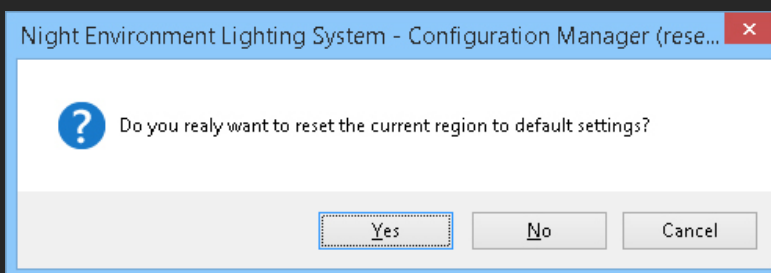 Night Environment Lighting System - Configuration Manager (rese...
Do you realy want to reset the current region to default settings?
Yes
No
Cancel